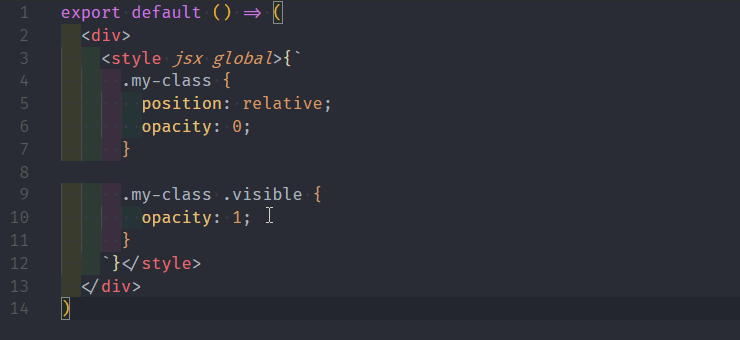 1 export default () => (
2 <div>
3 <style jsx global>{`
4 .my-class {
5 position: relative;
6 opacity: 0;
7 }
8
9 .my-class .visible {
10 opacity: 1;
11 }
12 `}</style>
13 </div>
14 )